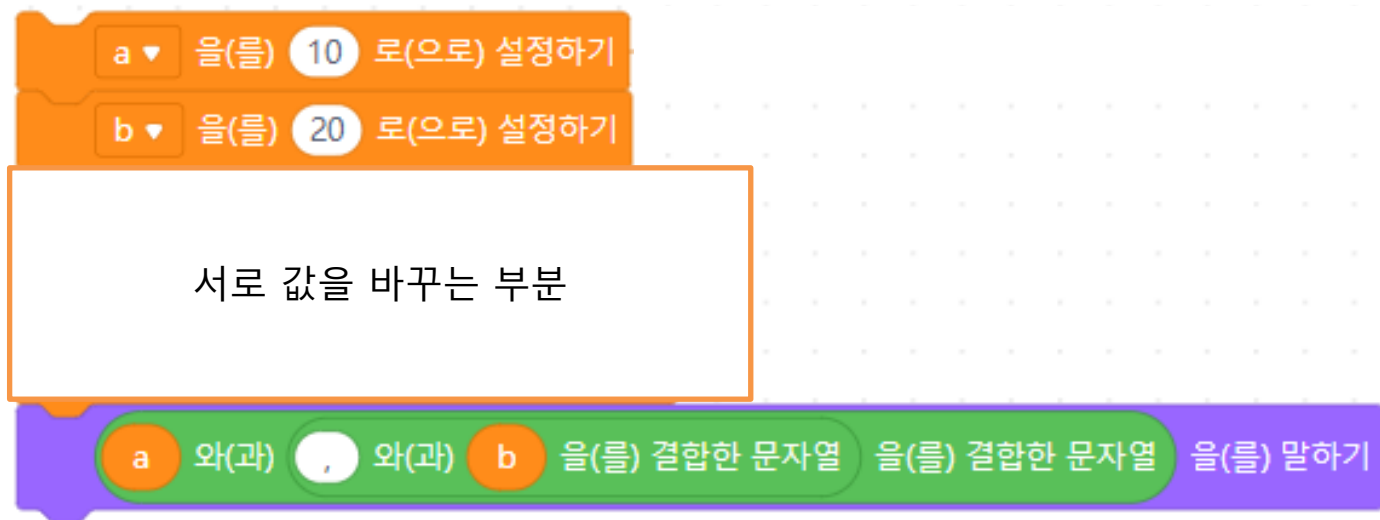 a ▼ 을(를) 10 로(으로) 설정하기
b ▼ 을(를) 20 로(으로) 설정하기
서로 값을 바꾸는 부분
a 와(과) , 와(과) b 을(를) 결합한 문자열 을(를) 결합한 문자열 을(를) 말하기